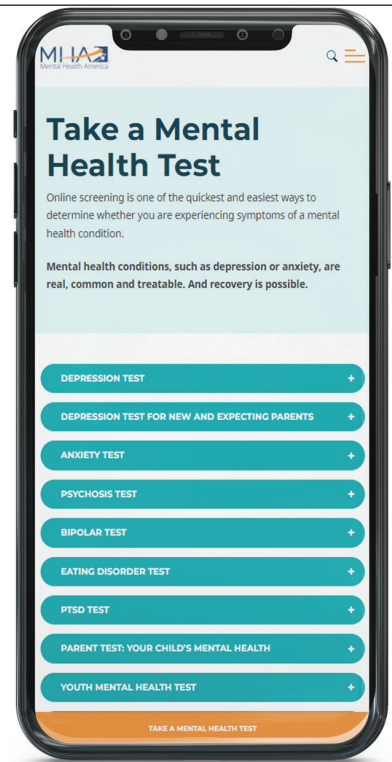 MHA
Mental Health America
Take a Mental
Health Test
Online screening is one of the quickest and easiest ways to
determine whether you are experiencing symptoms of a mental
health condition.
Mental health conditions, such as depression or anxiety, are
real, common and treatable. And recovery is possible.
DEPRESSION TEST +
DEPRESSION TEST FOR NEW AND EXPECTING PARENTS +
ANXIETY TEST +
PSYCHOSIS TEST +
BIPOLAR TEST +
EATING DISORDER TEST +
PTSD TEST +
PARENT TEST: YOUR CHILD'S MENTAL HEALTH +
YOUTH MENTAL HEALTH TEST +
TAKE A MENTAL HEALTH TEST